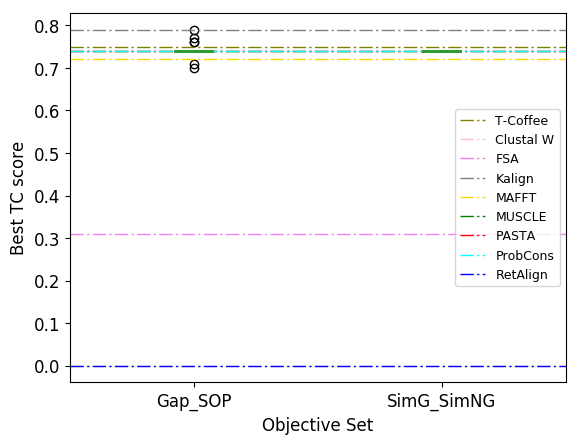 0.8
0.7
0.6
0.5
0.4
0.3
0.2
0.1
0.0
Best TC score
T-Coffee
Clustal W
FSA
Kalign
MAFFT
MUSCLE
PASTA
ProbCons
RetAlign
Gap_SOP
SimG_SimNG
Objective Set